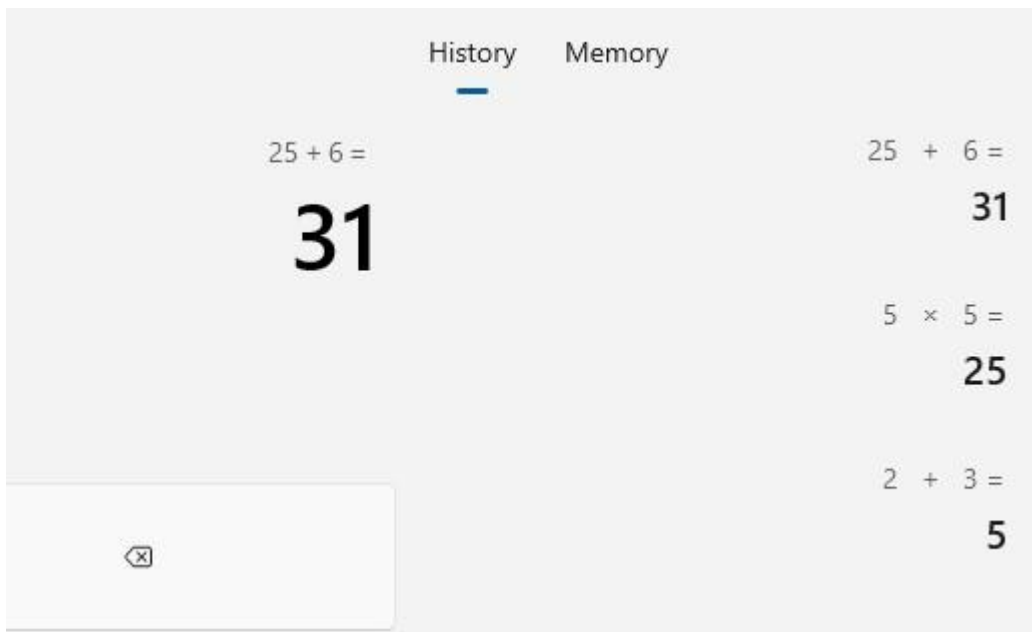 History Memory
25 + 6 =
31
25 + 6 =
31
5 × 5 =
25
2 + 3 =
5